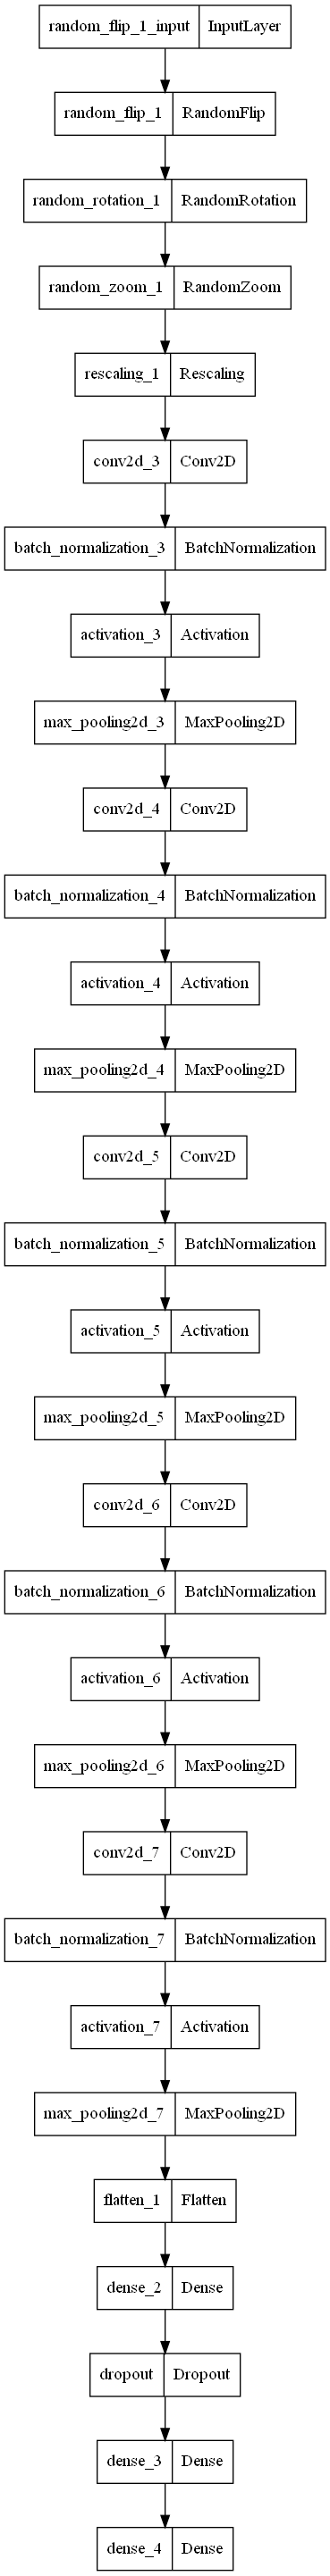 random_flip_1_input InputLayer
random_flip_1 RandomFlip
random_rotation_1 RandomRotation
random_zoom_1 RandomZoom
rescaling_1 Rescaling
conv2d_3 Conv2D
batch_normalization_3 BatchNormalization
activation_3 Activation
max_pooling2d_3 MaxPooling2D
conv2d_4 Conv2D
batch_normalization_4 BatchNormalization
activation_4 Activation
max_pooling2d_4 MaxPooling2D
conv2d_5 Conv2D
batch_normalization_5 BatchNormalization
activation_5 Activation
max_pooling2d_5 MaxPooling2D
conv2d_6 Conv2D
batch_normalization_6 BatchNormalization
activation_6 Activation
max_pooling2d_6 MaxPooling2D
conv2d_7 Conv2D
batch_normalization_7 BatchNormalization
activation_7 Activation
max_pooling2d_7 MaxPooling2D
flatten_1 Flatten
dense_2 Dense
dropout Dropout
dense_3 Dense
dense_4 Dense